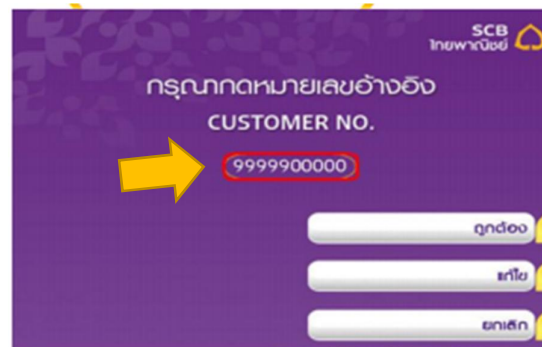 SCB
ไทยพาณิชย์
กรุณากดหมายเลขอ้างอิง
CUSTOMER NO.
9999900000
ถูกต้อง
แก้ไข
ยกเลิก